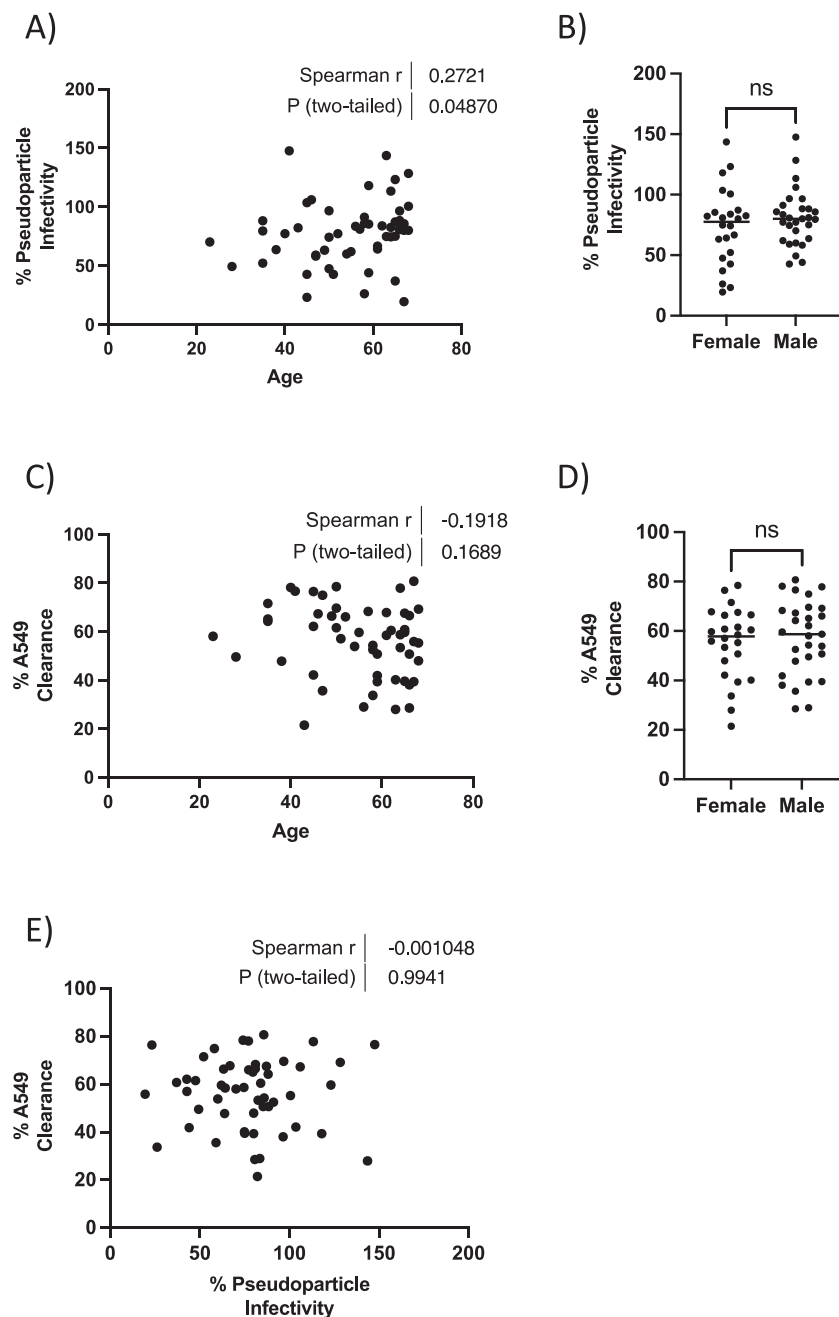 A)
Spearman r 0.2721
P (two-tailed) 0.04870
% Pseudoparticle
Infectivity
200
150
100
50
0
0 20 40 60 80
Age
B)
ns
% Pseudoparticle
Infectivity
200
150
100
50
0
Female Male
C)
Spearman r -0.1918
P (two-tailed) 0.1689
% A549
Clearance
100
80
60
40
20
0
0 20 40 60 80
Age
D)
ns
% A549
Clearance
100
80
60
40
20
0
Female Male
E)
Spearman r -0.001048
P (two-tailed) 0.9941
% A549
Clearance
100
80
60
40
20
0
0 50 100 150 200
% Pseudoparticle
Infectivity